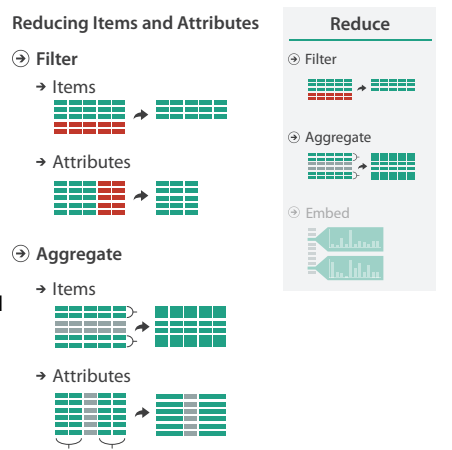 Reducing Items and Attributes
Filter
Items
Attributes
Aggregate
Items
Attributes
Reduce
Filter
Aggregate
Embed